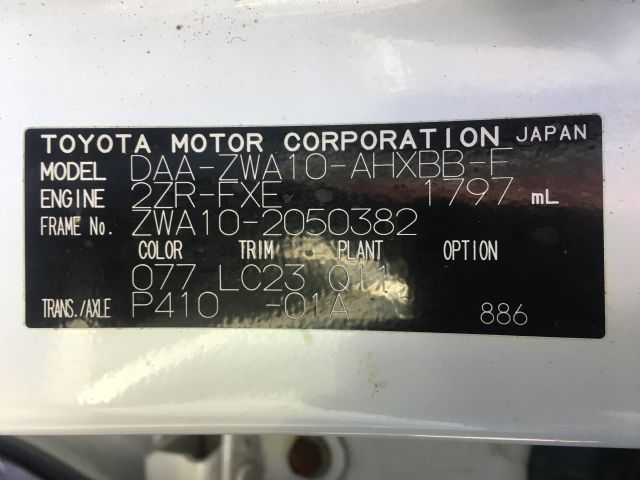 TOYOTA MOTOR CORPORATION JAPAN
MODEL DAA-ZWA10-AHXBB-F
ENGINE 2ZR-FXE 1797 mL
FRAME No. ZWA10-2050382
COLOR TRIM PLANT OPTION
077 LC23 Q11
TRANS./AXLE P410 -01A 886